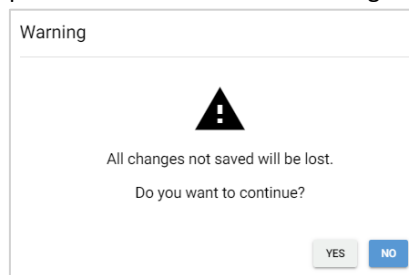 Warning
All changes not saved will be lost.
Do you want to continue?
YES NO